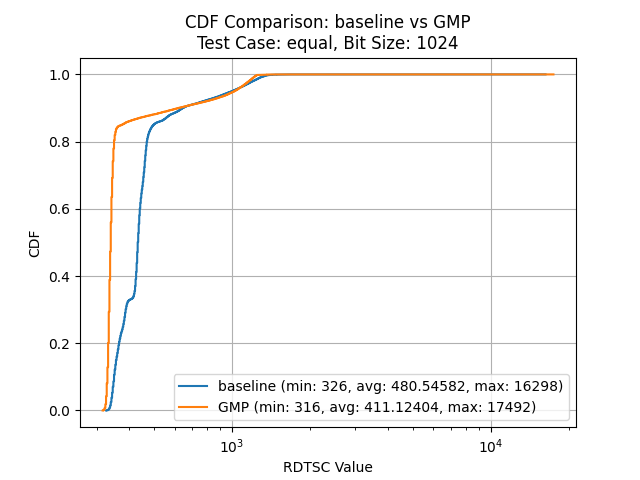 CDF Comparison: baseline vs GMP
Test Case: equal, Bit Size: 1024
1.0
0.8
0.6
0.4
0.2
0.0
CDF
baseline (min: 326, avg: 480.54582, max: 16298)
GMP (min: 316, avg: 411.12404, max: 17492)
10³
10⁴
RDTSC Value